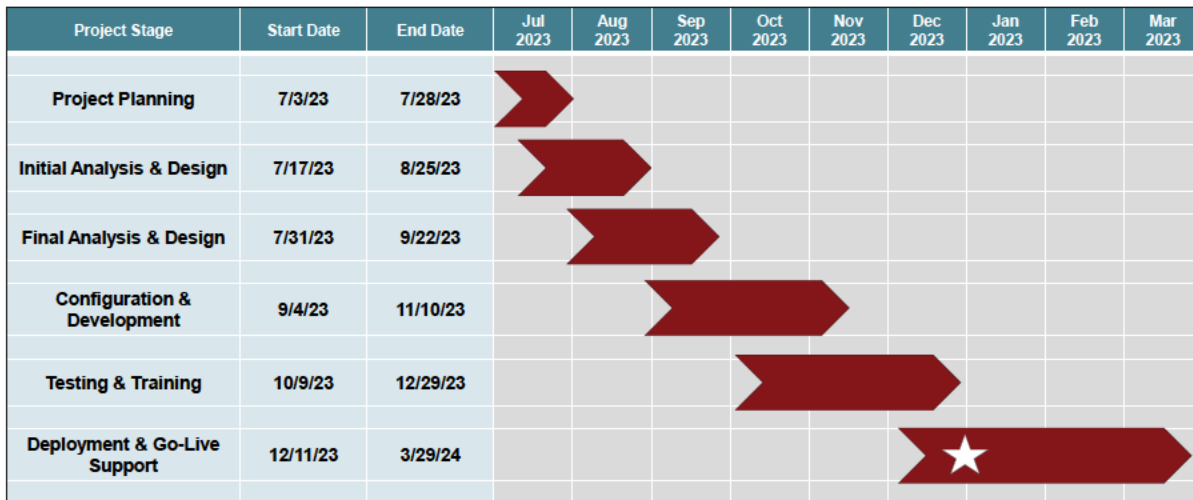 Project Stage Start Date End Date Jul 2023 Aug 2023 Sep 2023 Oct 2023 Nov 2023 Dec 2023 Jan 2023 Feb 2023 Mar 2023
Project Planning 7/3/23 7/28/23
Initial Analysis & Design 7/17/23 8/25/23
Final Analysis & Design 7/31/23 9/22/23
Configuration & Development 9/4/23 11/10/23
Testing & Training 10/9/23 12/29/23
Deployment & Go-Live Support 12/11/23 3/29/24